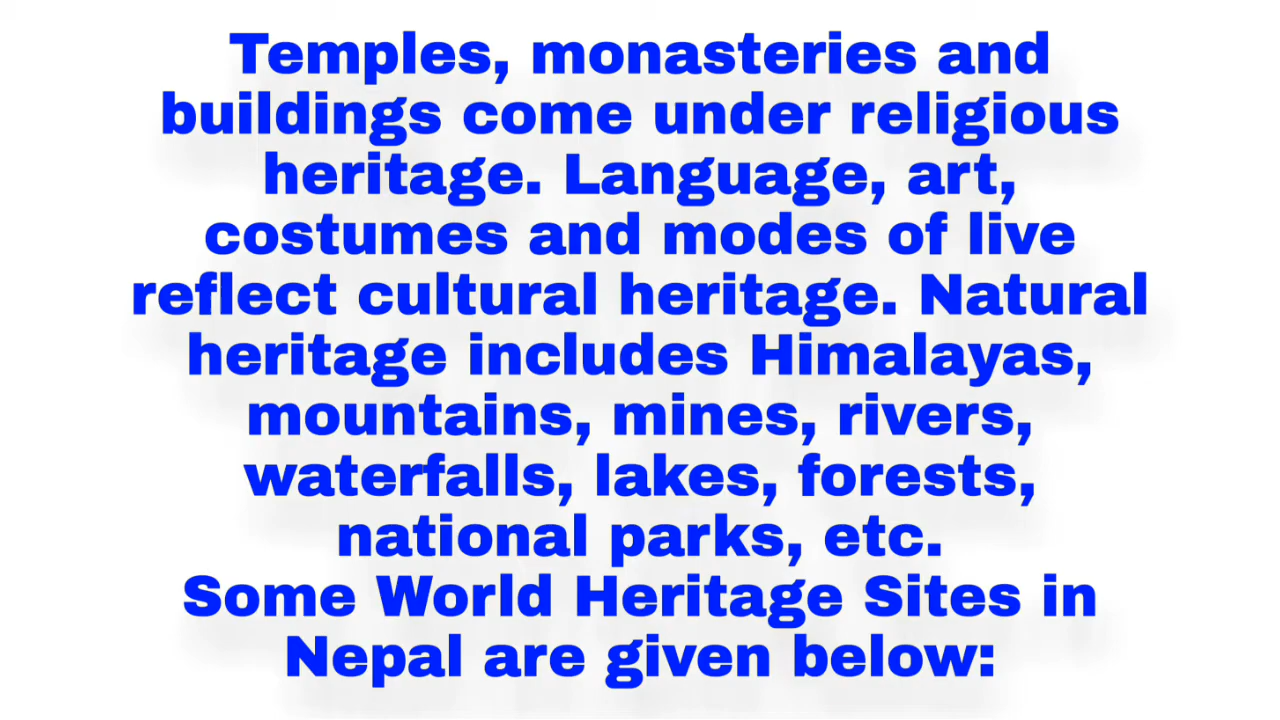 Temples, monasteries and
buildings come under religious
heritage. Language, art,
costumes and modes of live
reflect cultural heritage. Natural
heritage includes Himalayas,
mountains, mines, rivers,
waterfalls, lakes, forests,
national parks, etc.
Some World Heritage Sites in
Nepal are given below: